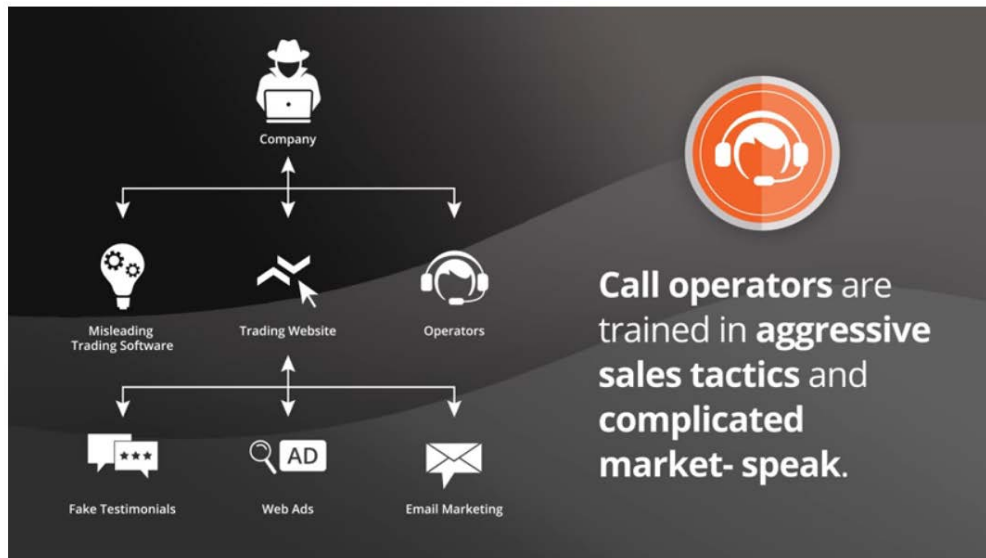 Company
Misleading
Trading Software
Trading Website
Operators
Fake Testimonials
AD
Web Ads
Email Marketing
Call operators are
trained in aggressive
sales tactics and
complicated
market- speak.